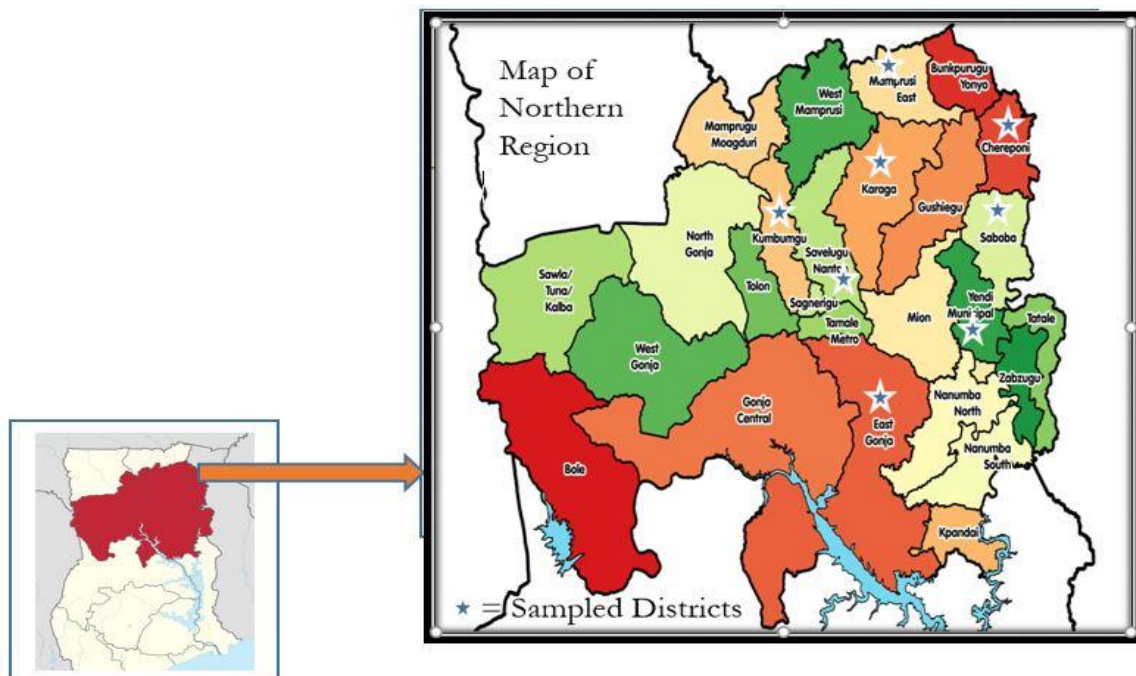 Map of
Northern
Region
Mamprusi
East
Bunkpurugu
Yonyo
West
Mamprusi
Mamprugu
Moagduri
Chereponi
Karaga
Gushiegu
Saboba
Kumbumgu
North
Gonja
Savelugu
Nanton
Sawla/
Tuna/
Kalba
Tolon
Sagnerigu
Yendi
Municipal
Tatale
Mion
Tamale
Metro
West
Gonja
Zabzugu
Nanumba
North
Gonja
Central
East
Gonja
Nanumba
South
Bole
Kpandai
= Sampled Districts